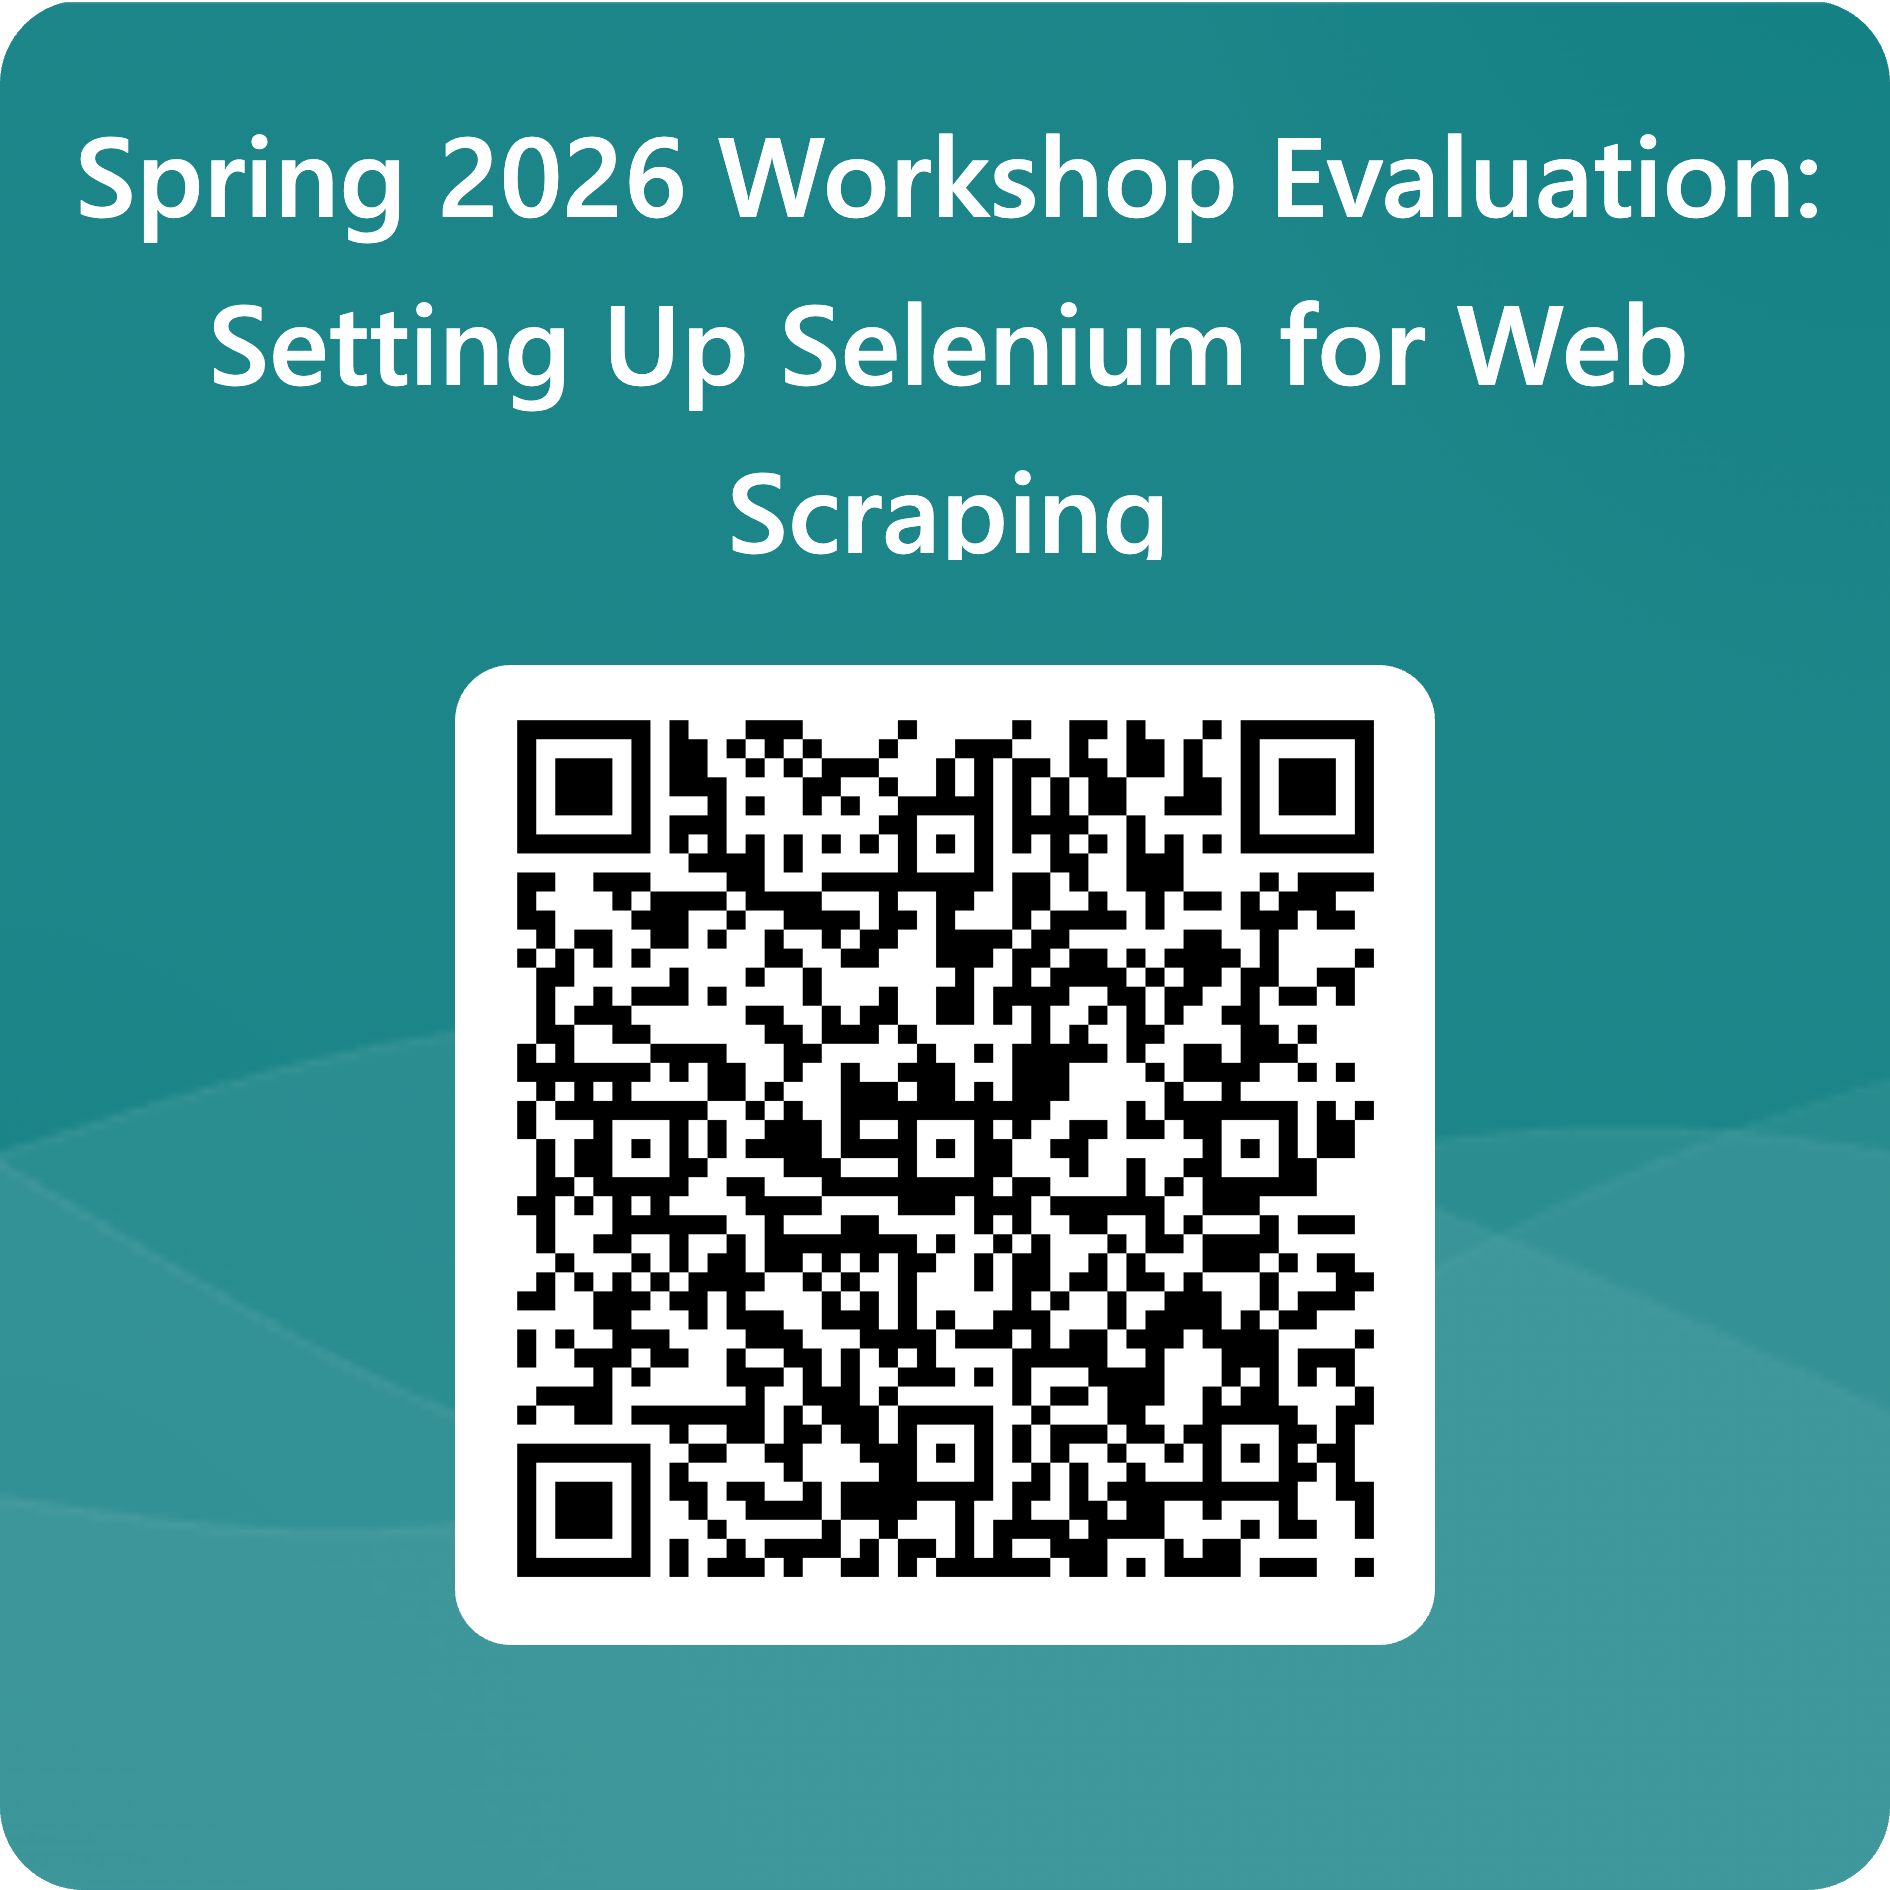 Spring 2026 Workshop Evaluation:
Setting Up Selenium for Web
Scraping